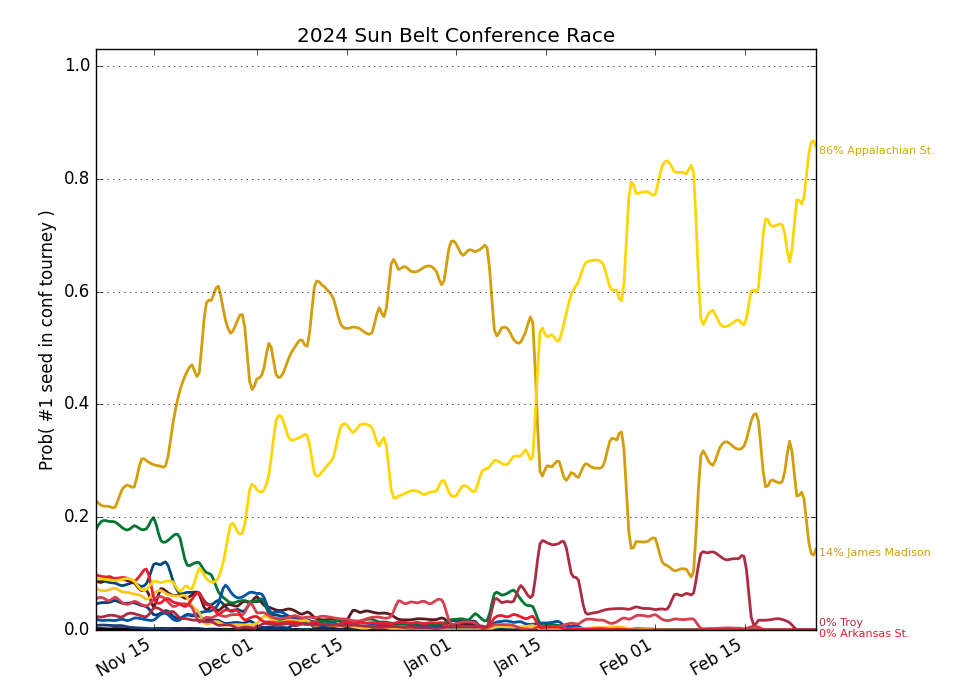 2024 Sun Belt Conference Race
Prob( #1 seed in conf tourney )
1.0
0.8
0.6
0.4
0.2
0.0
Nov 15
Dec 01
Dec 15
Jan 01
Jan 15
Feb 01
Feb 15
86% Appalachian St.
14% James Madison
0% Troy
0% Arkansas St.